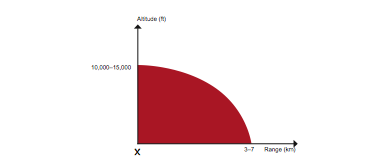 Altitude (ft)
10,000–15,000
3–7
Range (km)
X